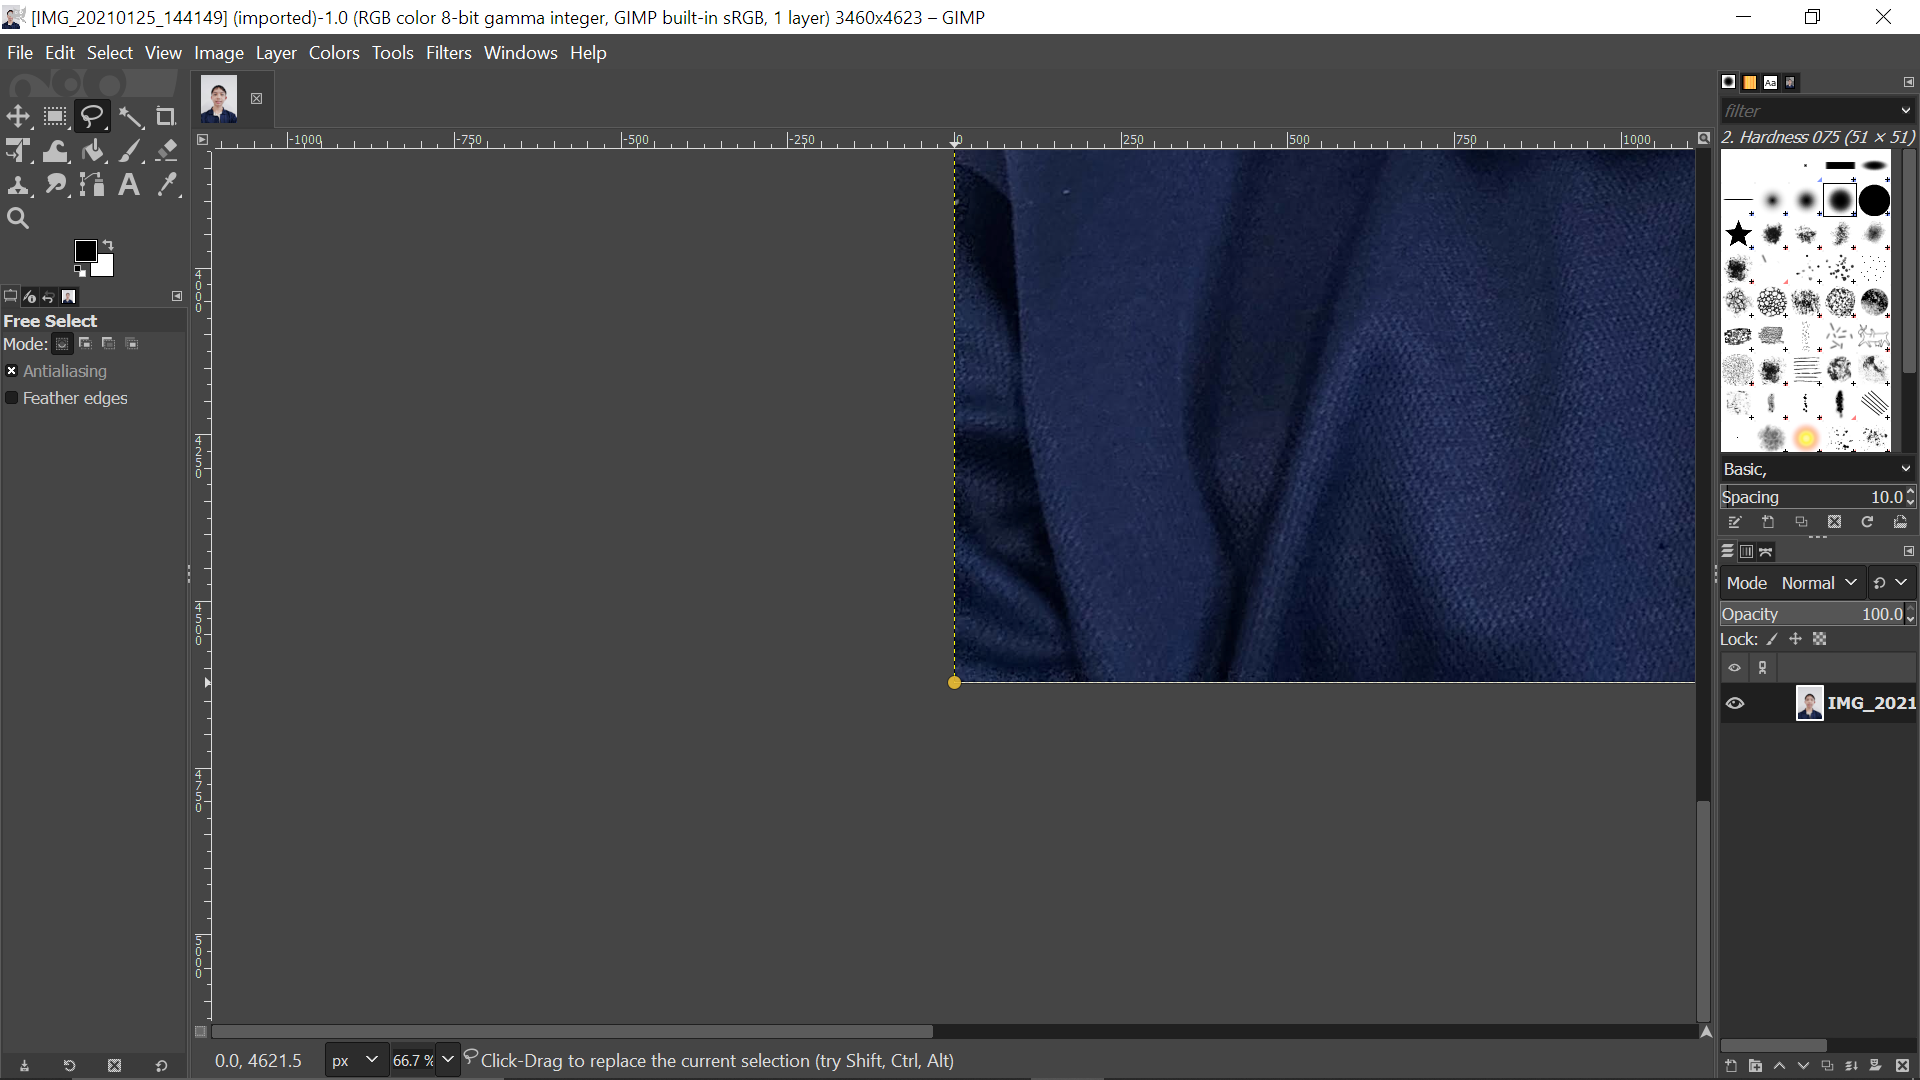 [IMG_20210125_144149] (imported)-1.0 (RGB color 8-bit gamma integer, GIMP built-in sRGB, 1 layer) 3460x4623 – GIMP
File Edit Select View Image Layer Colors Tools Filters Windows Help
-1000 -750 -500 -250 0 250 500 750 1000
filter
2. Hardness 075 (51 × 51)
Free Select
Mode:
Antialiasing
Feather edges
4000
4250
4500
4750
5000
Basic,
Spacing 10.0
Mode Normal
Opacity 100.0
Lock:
IMG_2021
0.0, 4621.5 px 66.7 % Click-Drag to replace the current selection (try Shift, Ctrl, Alt)